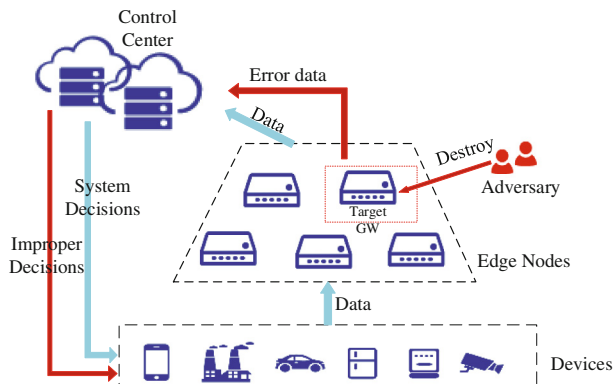 Control
Center
Error data
Data
Destroy
Adversary
System
Decisions
Improper
Decisions
Target
GW
Edge Nodes
Data
Devices